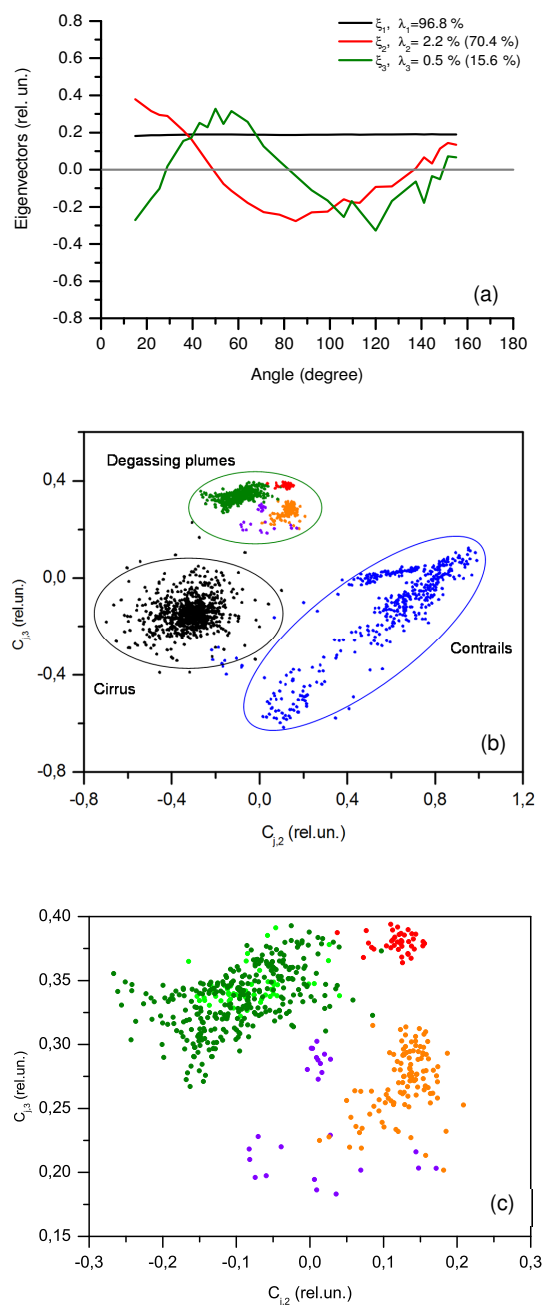 ξ1, λ1=96.8 %
ξ2, λ2= 2.2 % (70.4 %)
ξ3, λ3= 0.5 % (15.6 %)
Eigenvectors (rel. un.)
0.8
0.6
0.4
0.2
0.0
-0.2
-0.4
-0.6
-0.8
(a)
0 20 40 60 80 100 120 140 160 180
Angle (degree)
Degassing plumes
Cirrus
Contrails
Cj,3 (rel.un.)
0,4
0,0
-0,4
-0,8
(b)
-0,8 -0,4 0,0 0,4 0,8 1,2
Cj,2 (rel.un.)
Cj,3 (rel.un.)
0,40
0,35
0,30
0,25
0,20
0,15
(c)
-0,3 -0,2 -0,1 0,0 0,1 0,2 0,3
Cj,2 (rel.un.)